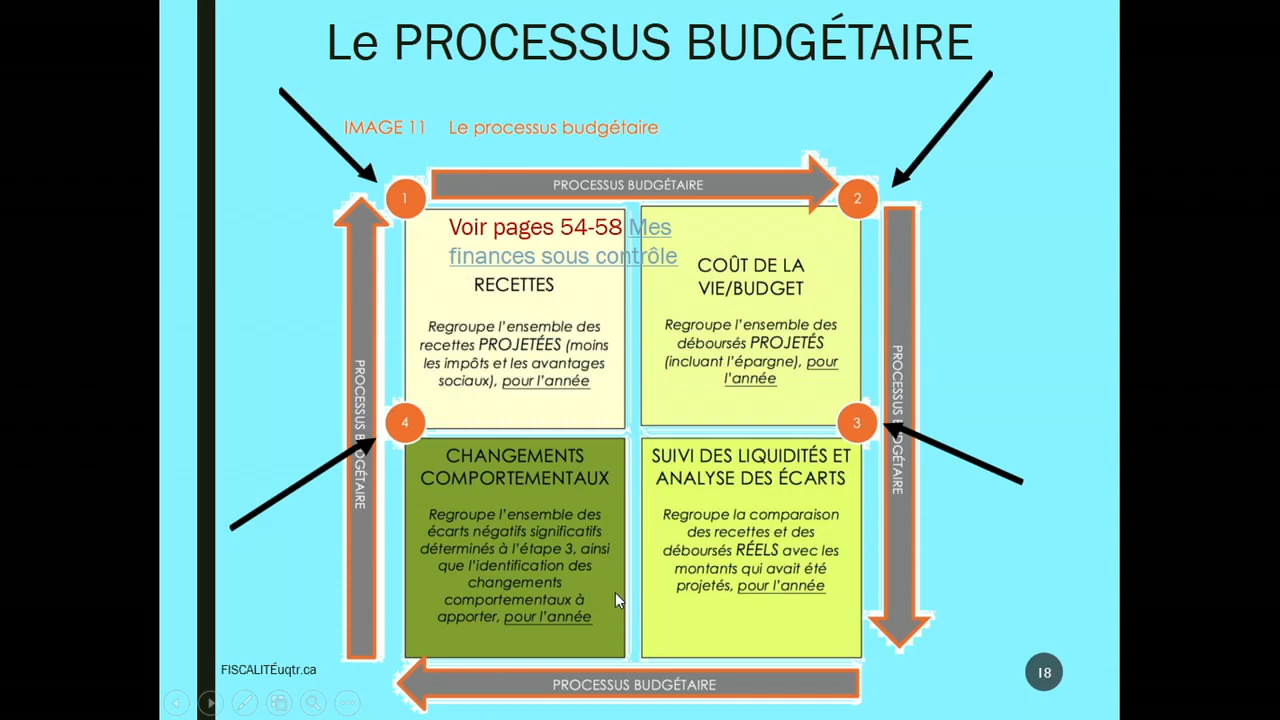 Le PROCESSUS BUDGÉTAIRE
IMAGE 11 Le processus budgétaire
1
PROCESSUS BUDGÉTAIRE
2
Voir pages 54-58 Mes
finances sous contrôle
RECETTES
Regroupe l'ensemble des
recettes PROJETÉES (moins
les impôts et les avantages
sociaux), pour l'année
COÛT DE LA
VIE/BUDGET
Regroupe l'ensemble des
déboursés PROJETÉS
(incluant l'épargne), pour
l'année
PROCESSUS BUDGÉTAIRE
3
SUIVI DES LIQUIDITÉS ET
ANALYSE DES ÉCARTS
Regroupe la comparaison
des recettes et des
déboursés RÉELS avec les
montants qui avait été
projetés, pour l'année
4
CHANGEMENTS
COMPORTEMENTAUX
Regroupe l'ensemble des
écarts négatifs significatifs
déterminés à l'étape 3, ainsi
que l'identification des
changements
comportementaux à
apporter, pour l'année
PROCESSUS BUDGÉTAIRE
PROCESSUS BUDGÉTAIRE
FISCALITÉuqtr.ca
18